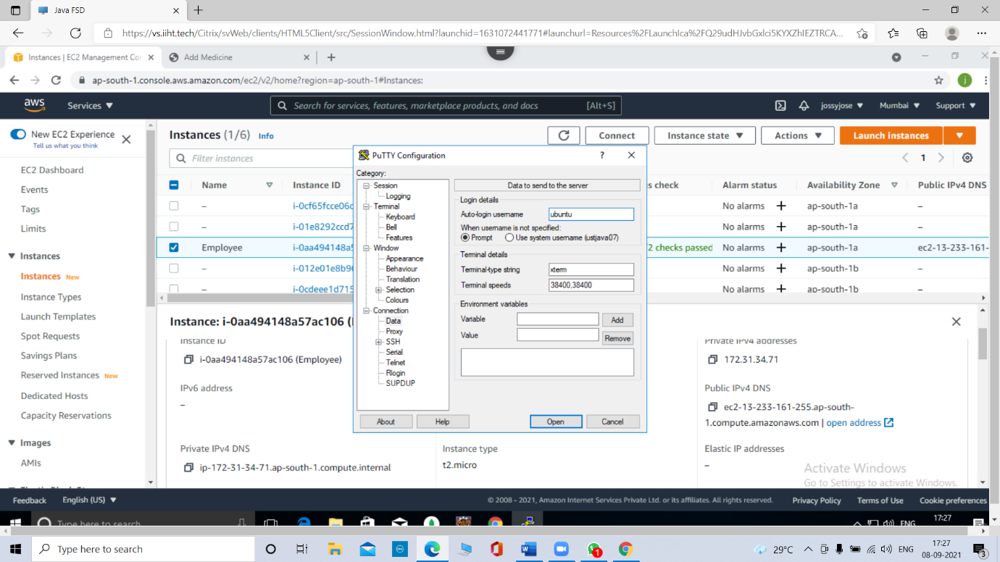 Java FSD
https://vs.iiht.tech/Citrix/svWeb/clients/HTML5Client/src/SessionWindow.html?launchid=1631072441771#launchurl=Resources%2FLaunchIca%2FQ29udHJvbGxlci5KYXZhIEZTRCA...
Instances | EC2 Management Con
Add Medicine
ap-south-1.console.aws.amazon.com/ec2/v2/home?region=ap-south-1#Instances:
j
aws
Services
Search for services, features, marketplace products, and docs
[Alt+S]
jossyjose
Mumbai
Support
New EC2 Experience
Tell us what you think
EC2 Dashboard
Events
Tags
Limits
Instances
Instances New
Instance Types
Launch Templates
Spot Requests
Savings Plans
Reserved Instances New
Dedicated Hosts
Capacity Reservations
Images
AMIs
Instances (1/6) Info
Connect
Instance state
Actions
Launch instances
Filter instances
1
Name
Instance ID
s check
Alarm status
Availability Zone
Public IPv4 DNS
– i-0cf65fcce06c No alarms + ap-south-1a –
– i-01e8292ccd7 No alarms + ap-south-1a –
Employee i-0aa494148a5 2 checks passed No alarms + ap-south-1a ec2-13-233-161-
– i-012e01e8b96 No alarms + ap-south-1b –
– i-0cdeee1d715 No alarms + ap-south-1b –
PuTTY Configuration
? X
Category:
Session
Logging
Terminal
Keyboard
Bell
Features
Window
Appearance
Behaviour
Translation
Selection
Colours
Connection
Data
Proxy
SSH
Serial
Telnet
Rlogin
SUPDUP
Data to send to the server
Login details
Auto-login username
ubuntu
When username is not specified:
Prompt
Use system username (ustjava07)
Terminal details
Terminal-type string
xterm
Terminal speeds
38400,38400
Environment variables
Variable
Add
Value
Remove
About
Help
Open
Cancel
Instance: i-0aa494148a57ac106 (
Instance ID
i-0aa494148a57ac106 (Employee)
IPv6 address
–
Private IPv4 DNS
ip-172-31-34-71.ap-south-1.compute.internal
Instance type
t2.micro
Private IPv4 addresses
172.31.34.71
Public IPv4 DNS
ec2-13-233-161-255.ap-south-
1.compute.amazonaws.com | open address
Elastic IP addresses
–
Activate Windows
Go to Settings to activate Windows.
Feedback
English (US)
© 2008 - 2021, Amazon Internet Services Private Ltd. or its affiliates. All rights reserved.
Privacy Policy
Terms of Use
Cookie preferences
Type here to search
ENG
17:27
Type here to search
1
29°C
ENG
17:27
08-09-2021
3